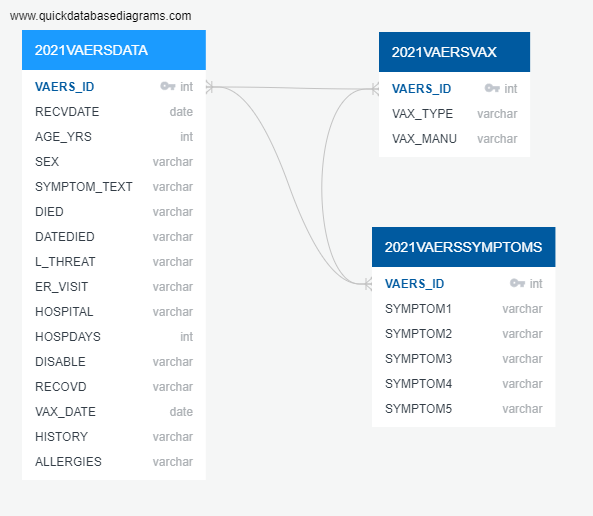 www.quickdatabasediagrams.com
2021VAERSDATA
VAERS_ID int
RECVDATE date
AGE_YRS int
SEX varchar
SYMPTOM_TEXT varchar
DIED varchar
DATEDIED varchar
L_THREAT varchar
ER_VISIT varchar
HOSPITAL varchar
HOSPDAYS int
DISABLE varchar
RECOVD varchar
VAX_DATE date
HISTORY varchar
ALLERGIES varchar
2021VAERSVAX
VAERS_ID int
VAX_TYPE varchar
VAX_MANU varchar
2021VAERSSYMPTOMS
VAERS_ID int
SYMPTOM1 varchar
SYMPTOM2 varchar
SYMPTOM3 varchar
SYMPTOM4 varchar
SYMPTOM5 varchar